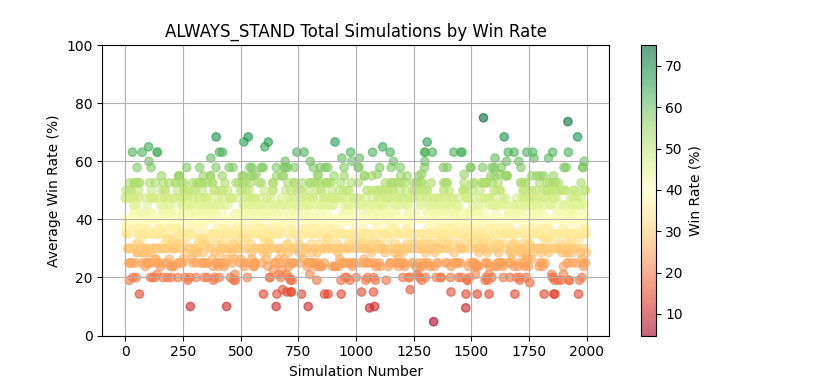 ALWAYS_STAND Total Simulations by Win Rate
100
80
60
40
20
0
Average Win Rate (%)
0 250 500 750 1000 1250 1500 1750 2000
Simulation Number
70
60
50
40
30
20
10
Win Rate (%)